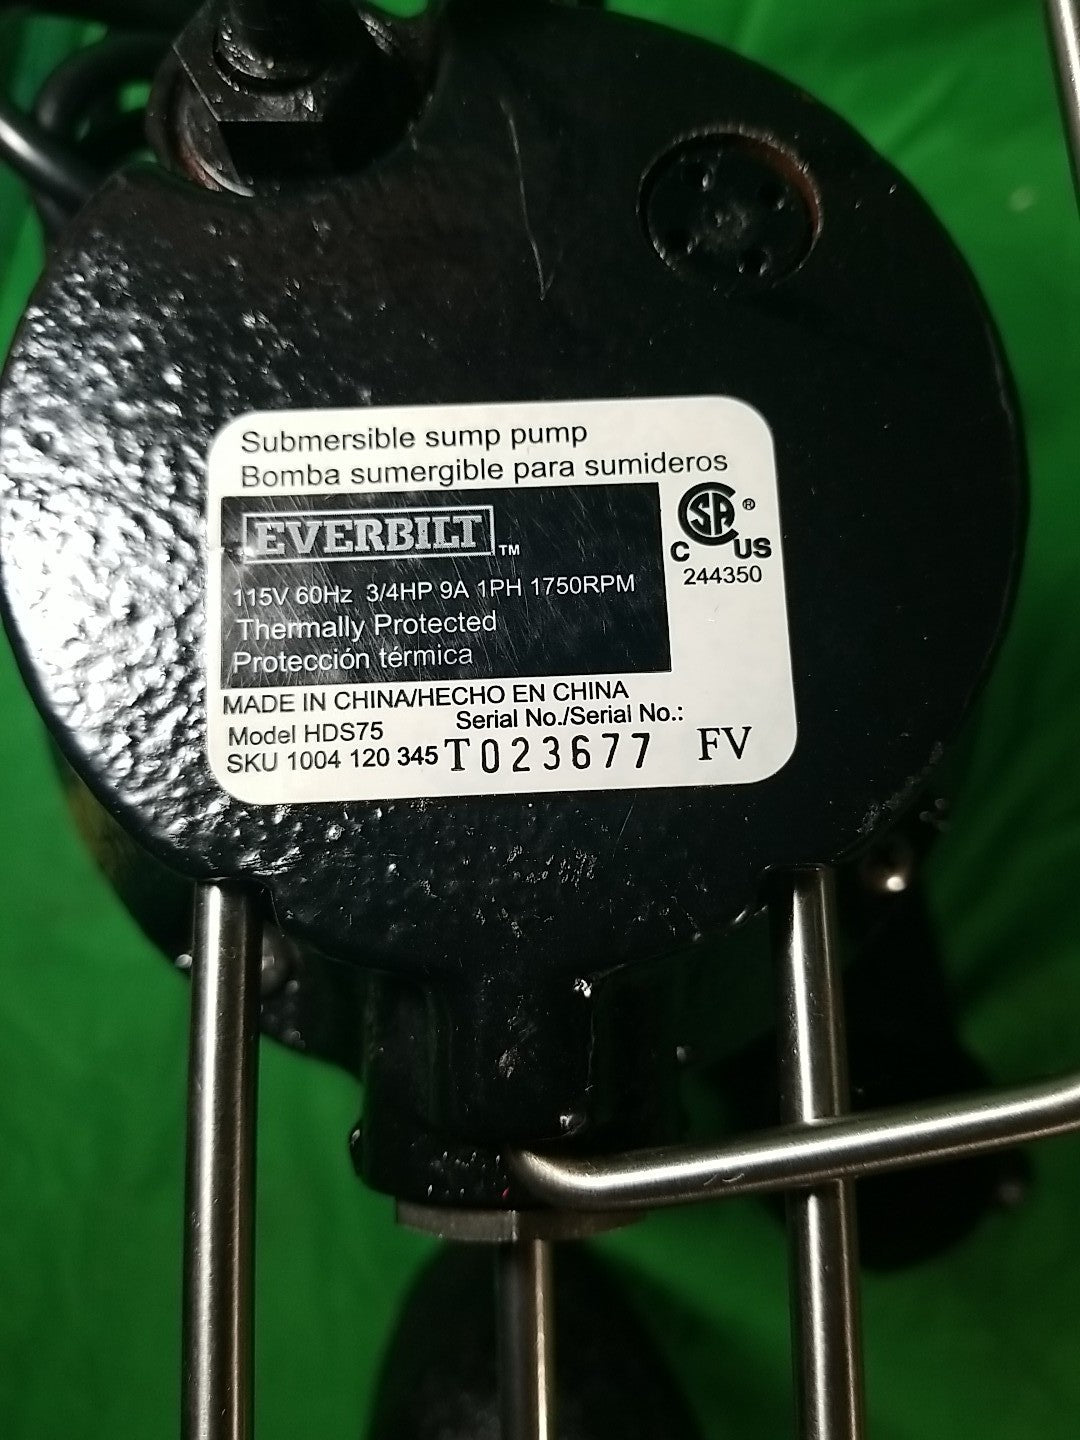 Submersible sump pump
Bomba sumergible para sumideros
EVERBILT™
115V 60Hz 3/4HP 9A 1PH 1750RPM
Thermally Protected
Protección térmica
CSA®
C US
244350
MADE IN CHINA/HECHO EN CHINA
Model HDS75 Serial No./Serial No.:
SKU 1004 120 345 T023677 FV